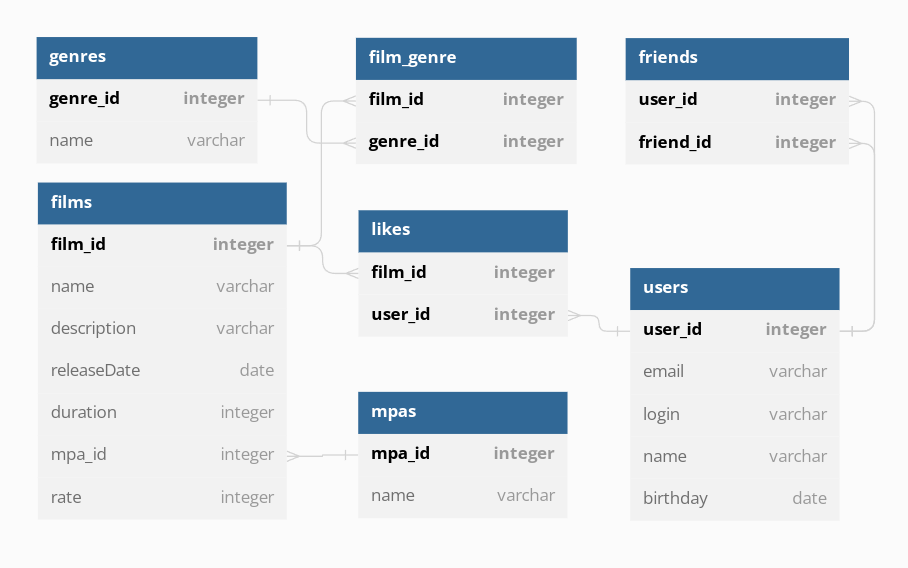 genres
genre_id integer
name varchar
films
film_id integer
name varchar
description varchar
releaseDate date
duration integer
mpa_id integer
rate integer
film_genre
film_id integer
genre_id integer
likes
film_id integer
user_id integer
mpas
mpa_id integer
name varchar
friends
user_id integer
friend_id integer
users
user_id integer
email varchar
login varchar
name varchar
birthday date